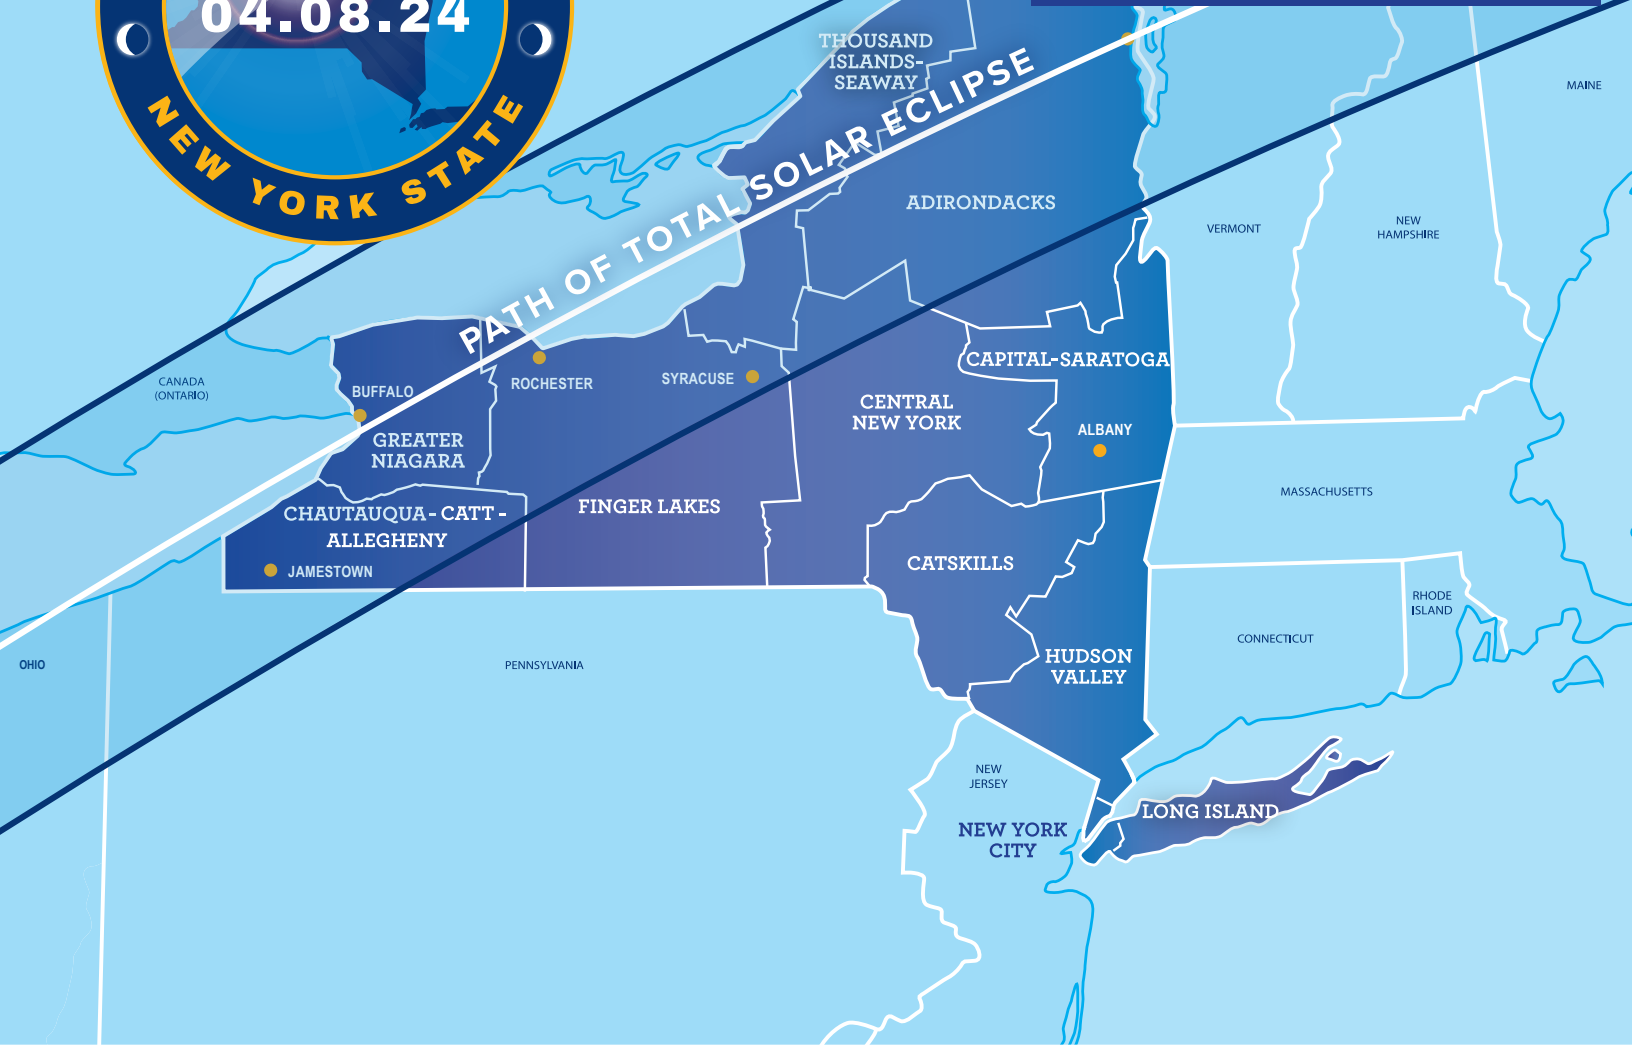 04.08.24
NEW YORK STATE
THOUSAND
ISLANDS-
SEAWAY
PATH OF TOTAL SOLAR ECLIPSE
MAINE
ADIRONDACKS
VERMONT
NEW
HAMPSHIRE
CANADA
(ONTARIO)
BUFFALO
ROCHESTER
SYRACUSE
CAPITAL-SARATOGA
CENTRAL
NEW YORK
ALBANY
GREATER
NIAGARA
MASSACHUSETTS
CHAUTAUQUA- CATT -
ALLEGHENY
FINGER LAKES
CATSKILLS
JAMESTOWN
RHODE
ISLAND
CONNECTICUT
OHIO
PENNSYLVANIA
HUDSON
VALLEY
NEW
JERSEY
LONG ISLAND
NEW YORK
CITY